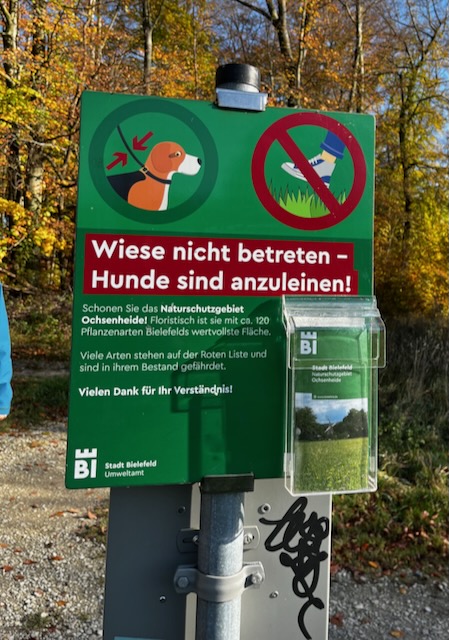 Wiese nicht betreten –
Hunde sind anzuleinen!
Schonen Sie das Naturschutzgebiet
Ochsenheide! Floristisch ist sie mit ca. 120
Pflanzenarten Bielefelds wertvollste Fläche.
Viele Arten stehen auf der Roten Liste und
sind in ihrem Bestand gefährdet.
Vielen Dank für Ihr Verständnis!
BIE
Stadt Bielefeld
Umweltamt
BIE
Stadt Bielefeld
Naturschutzgebiet
Ochsenheide